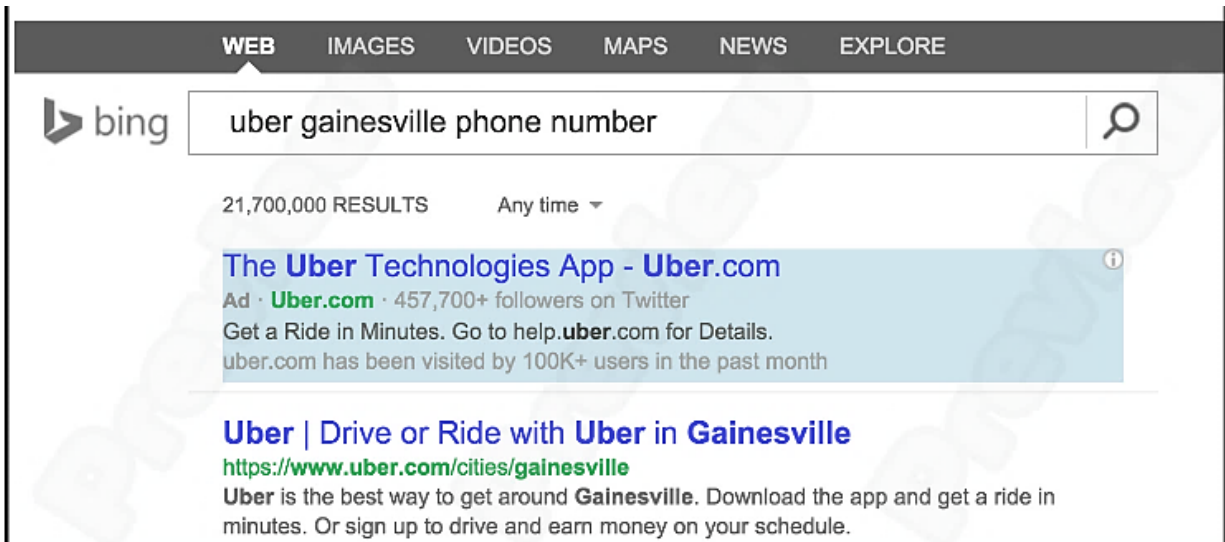 WEB IMAGES VIDEOS MAPS NEWS EXPLORE
bing uber gainesville phone number
21,700,000 RESULTS Any time
The Uber Technologies App - Uber.com
Ad · Uber.com · 457,700+ followers on Twitter
Get a Ride in Minutes. Go to help.uber.com for Details.
uber.com has been visited by 100K+ users in the past month
Uber | Drive or Ride with Uber in Gainesville
https://www.uber.com/cities/gainesville
Uber is the best way to get around Gainesville. Download the app and get a ride in
minutes. Or sign up to drive and earn money on your schedule.
Preview
Preview
Preview
Preview
Preview